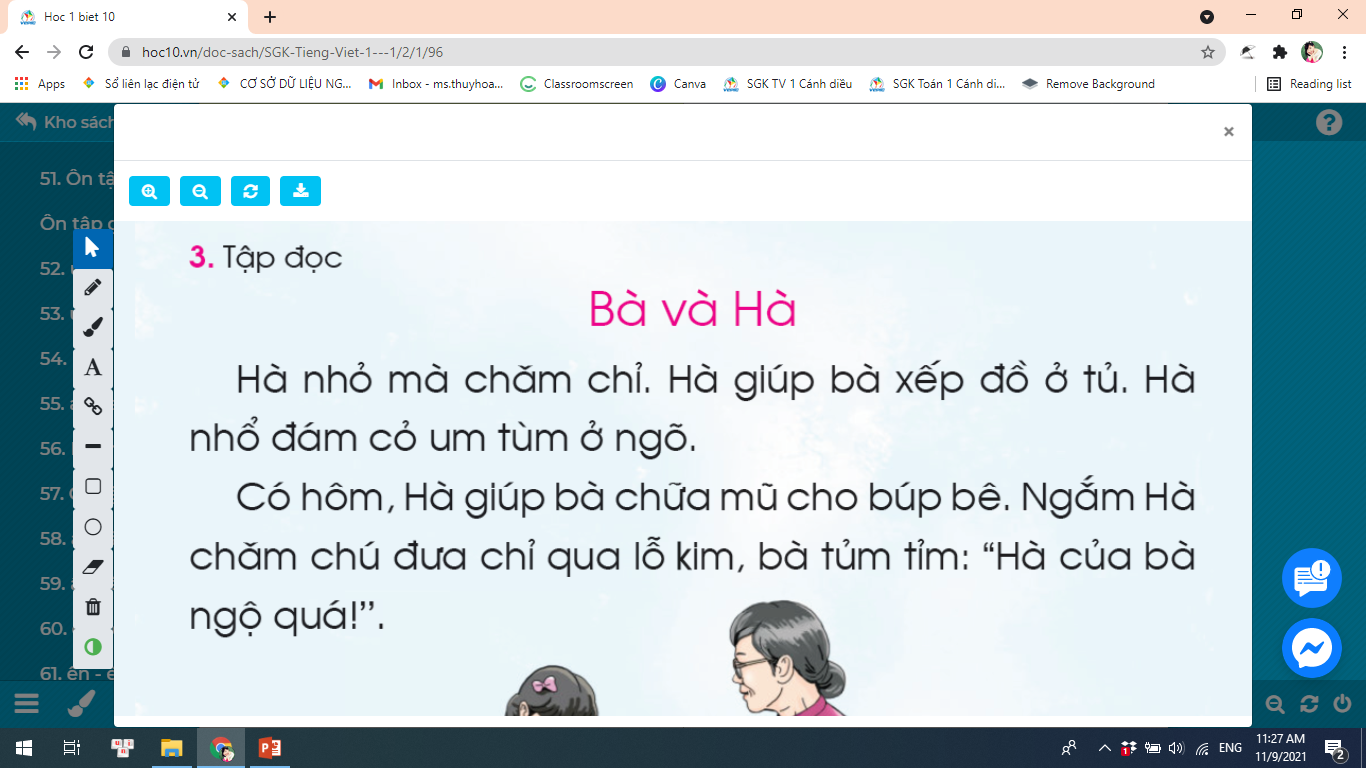 Hoc 1 biet 10
hoc10.vn/doc-sach/SGK-Tieng-Viet-1---1/2/1/96
Apps Sổ liên lạc điện tử CƠ SỞ DỮ LIỆU NG... Inbox - ms.thuyhoa... Classroomscreen Canva SGK TV 1 Cánh diều SGK Toán 1 Cánh di... Remove Background Reading list
Kho sách
51. Ôn tậ
Ôn tập
52.
53.
54.
55.
56.
57.
58.
59.
60.
61. ên -
3. Tập đọc
Bà và Hà
Hà nhỏ mà chăm chỉ. Hà giúp bà xếp đồ ở tủ. Hà
nhổ đám cỏ um tùm ở ngõ.
Có hôm, Hà giúp bà chữa mũ cho búp bê. Ngắm Hà
chăm chú đưa chỉ qua lỗ kim, bà tủm tỉm: “Hà của bà
ngộ quá!”.
ENG
11:27 AM
11/9/2021
2